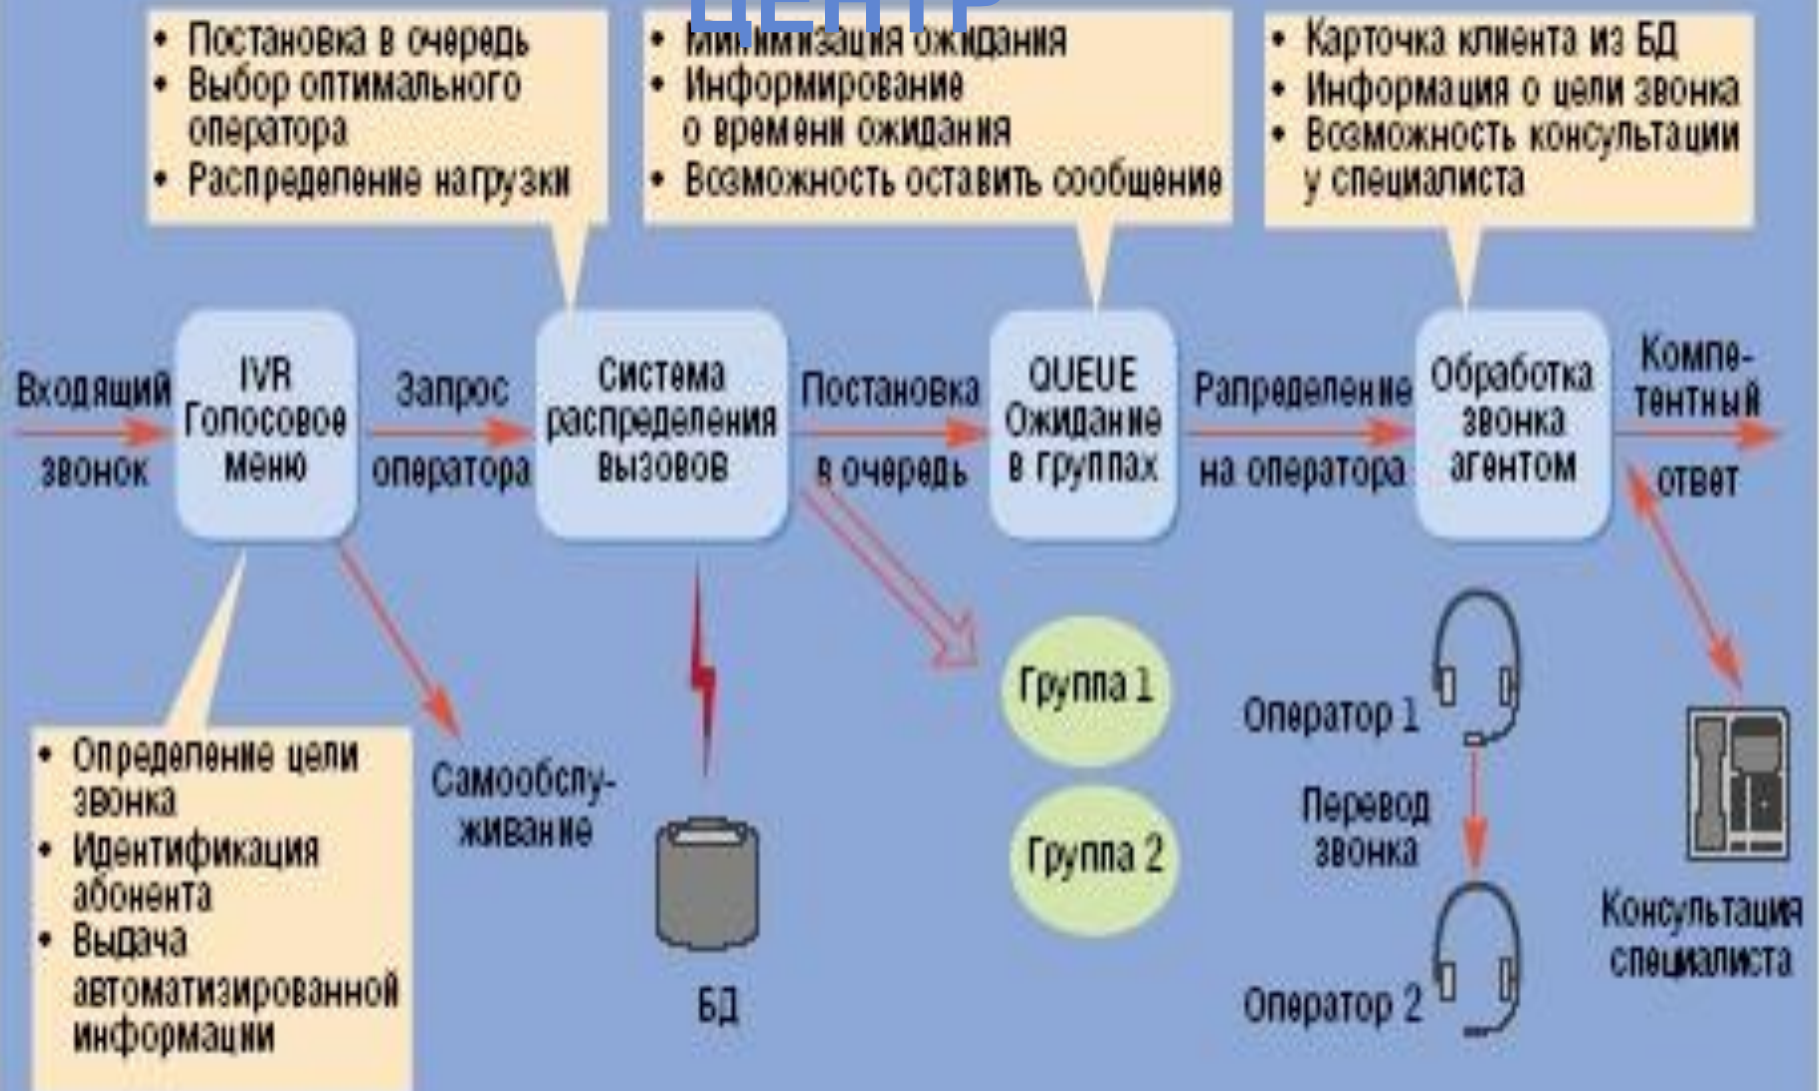 ЦЕНТР
• Постановка в очередь
• Выбор оптимального
оператора
• Распределение нагрузки
• Минимизация ожидания
• Информирование
о времени ожидания
• Возможность оставить сообщение
• Карточка клиента из БД
• Информация о цели звонка
• Возможность консультации
у специалиста
Входящий
звонок
IVR
Голосовое
меню
Запрос
оператора
Система
распределения
вызовов
Постановка
в очередь
QUEUE
Ожидание
в группах
Рапределение
на оператора
Обработка
звонка
агентом
Компе-
тентный
ответ
• Определение цели
звонка
• Идентификация
абонента
• Выдача
автоматизированной
информации
Самообслу-
живание
БД
Группа 1
Группа 2
Оператор 1
Перевод
звонка
Оператор 2
Консультация
специалиста